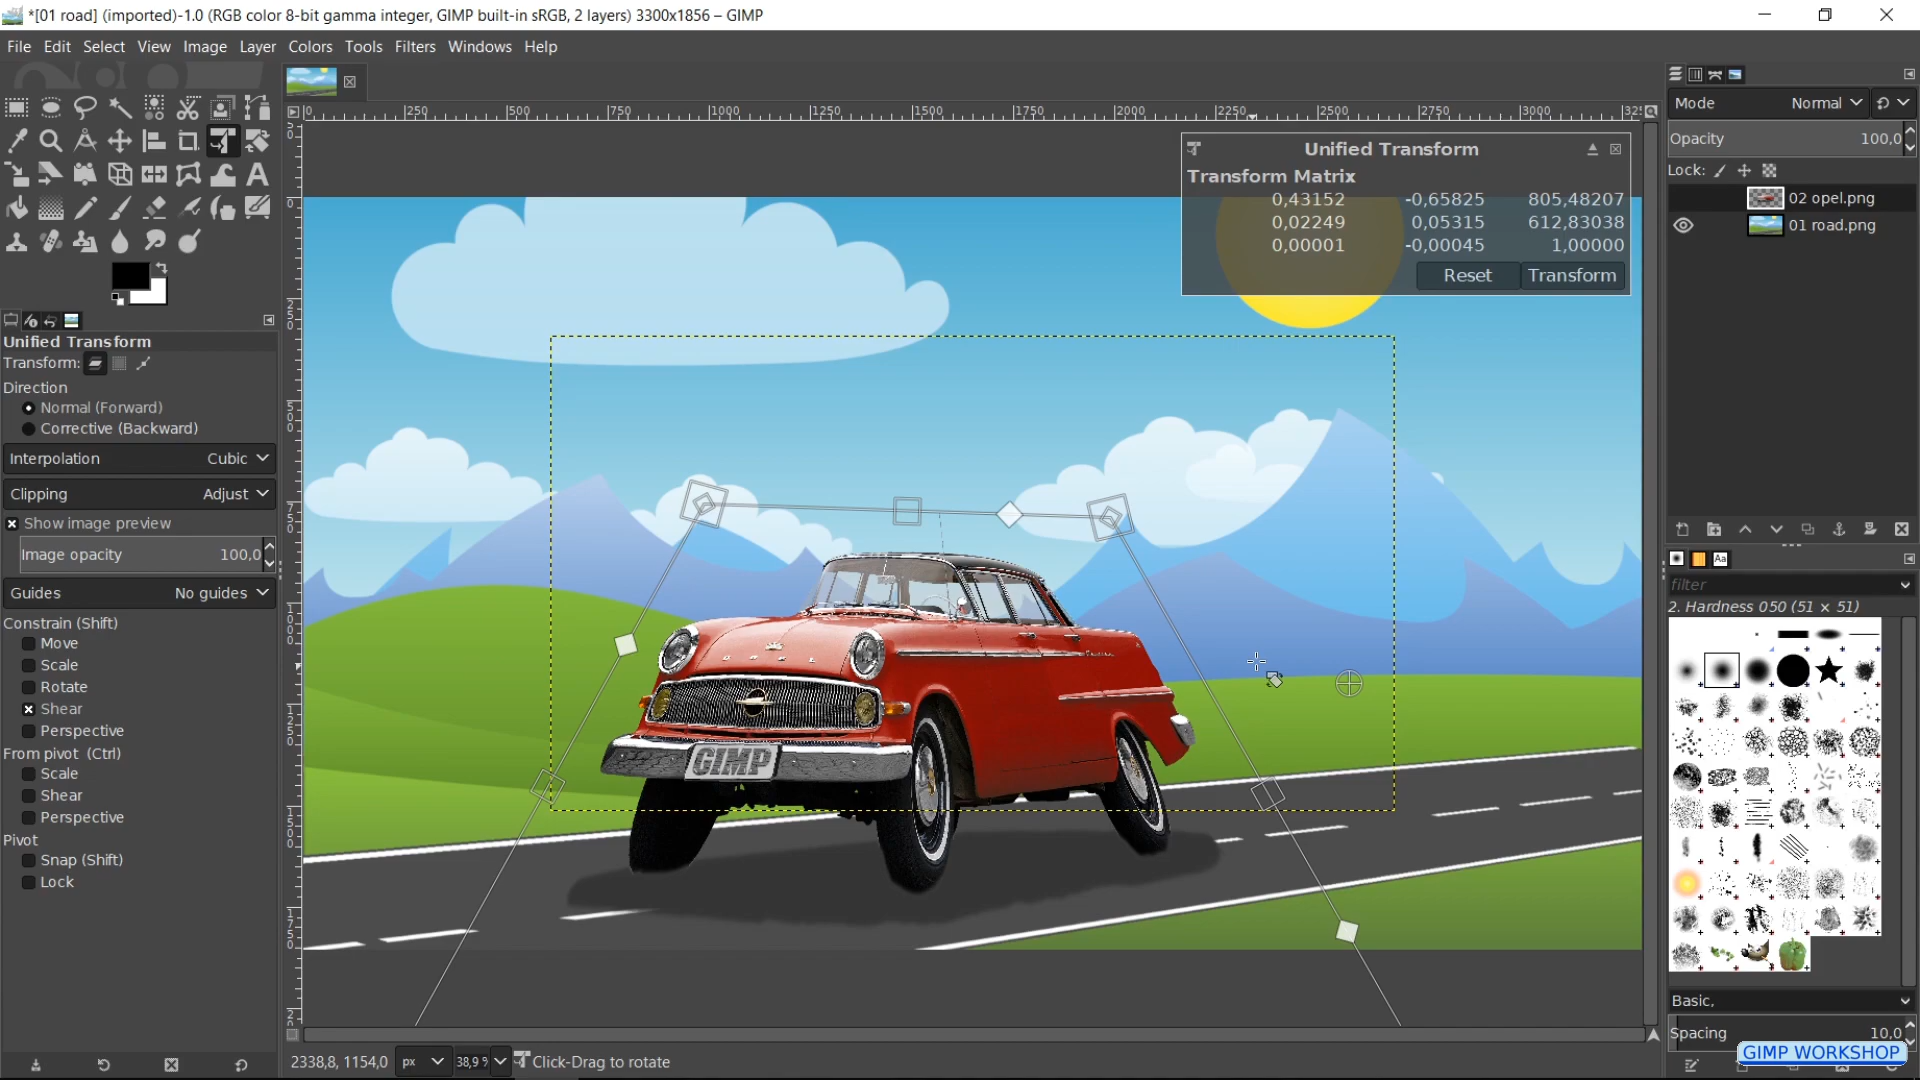 *[01 road] (imported)-1.0 (RGB color 8-bit gamma integer, GIMP built-in sRGB, 2 layers) 3300x1856 – GIMP
File Edit Select View Image Layer Colors Tools Filters Windows Help
Mode Normal
Opacity 100,0
Lock:
02 opel.png
01 road.png
0 250 500 750 1000 1250 1500 1750 2000 2250 2500 2750 3000
Unified Transform
Transform Matrix
0,43152 -0,65825 805,48207
0,02249 0,05315 612,83038
0,00001 -0,00045 1,00000
Reset Transform
Unified Transform
Transform:
Direction
Normal (Forward)
Corrective (Backward)
Interpolation Cubic
Clipping Adjust
Show image preview
Image opacity 100,0
Guides No guides
Constrain (Shift)
Move
Scale
Rotate
Shear
Perspective
From pivot (Ctrl)
Scale
Shear
Perspective
Pivot
Snap (Shift)
Lock
OPEL
GIMP
filter
2. Hardness 050 (51 × 51)
Basic,
Spacing 10,0
GIMP WORKSHOP
2338,8, 1154,0 px 38,9 Click-Drag to rotate